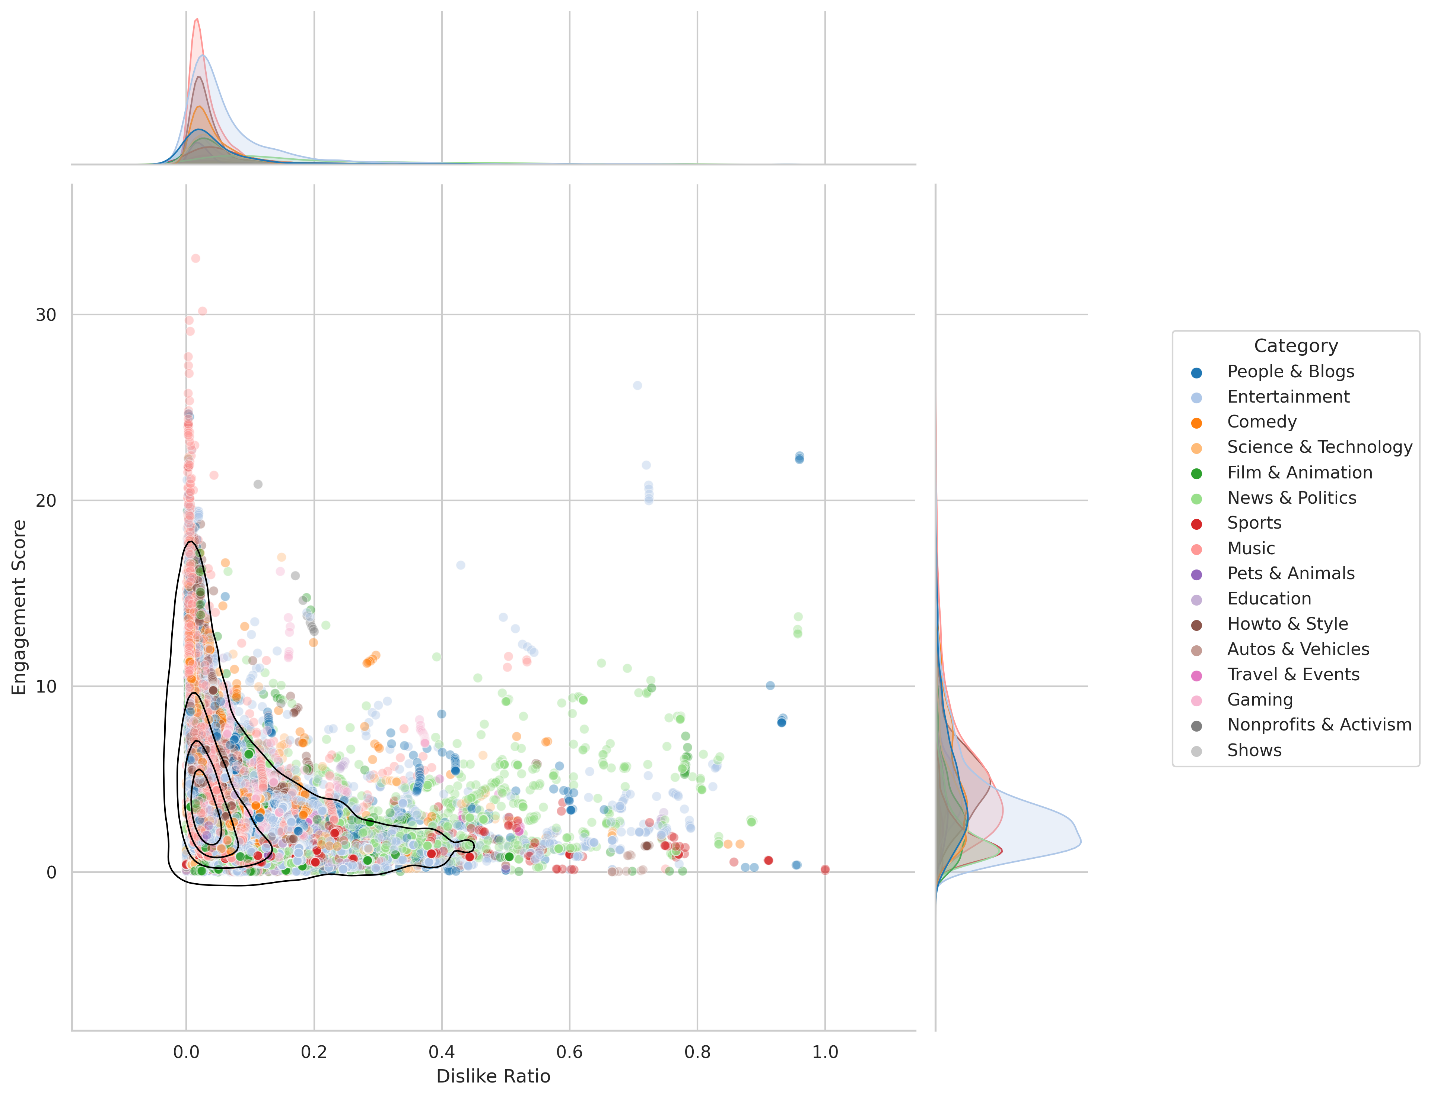 30
20
10
0
Engagement Score
0.0 0.2 0.4 0.6 0.8 1.0
Dislike Ratio
Category
People & Blogs
Entertainment
Comedy
Science & Technology
Film & Animation
News & Politics
Sports
Music
Pets & Animals
Education
Howto & Style
Autos & Vehicles
Travel & Events
Gaming
Nonprofits & Activism
Shows